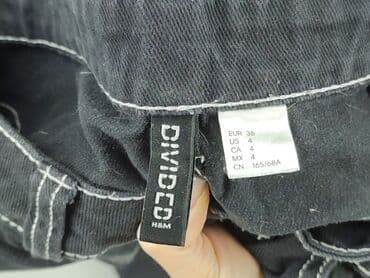 DIVIDED
H&M
EUR 36
US 4
CA 4
MX 4
CN. 165/68A